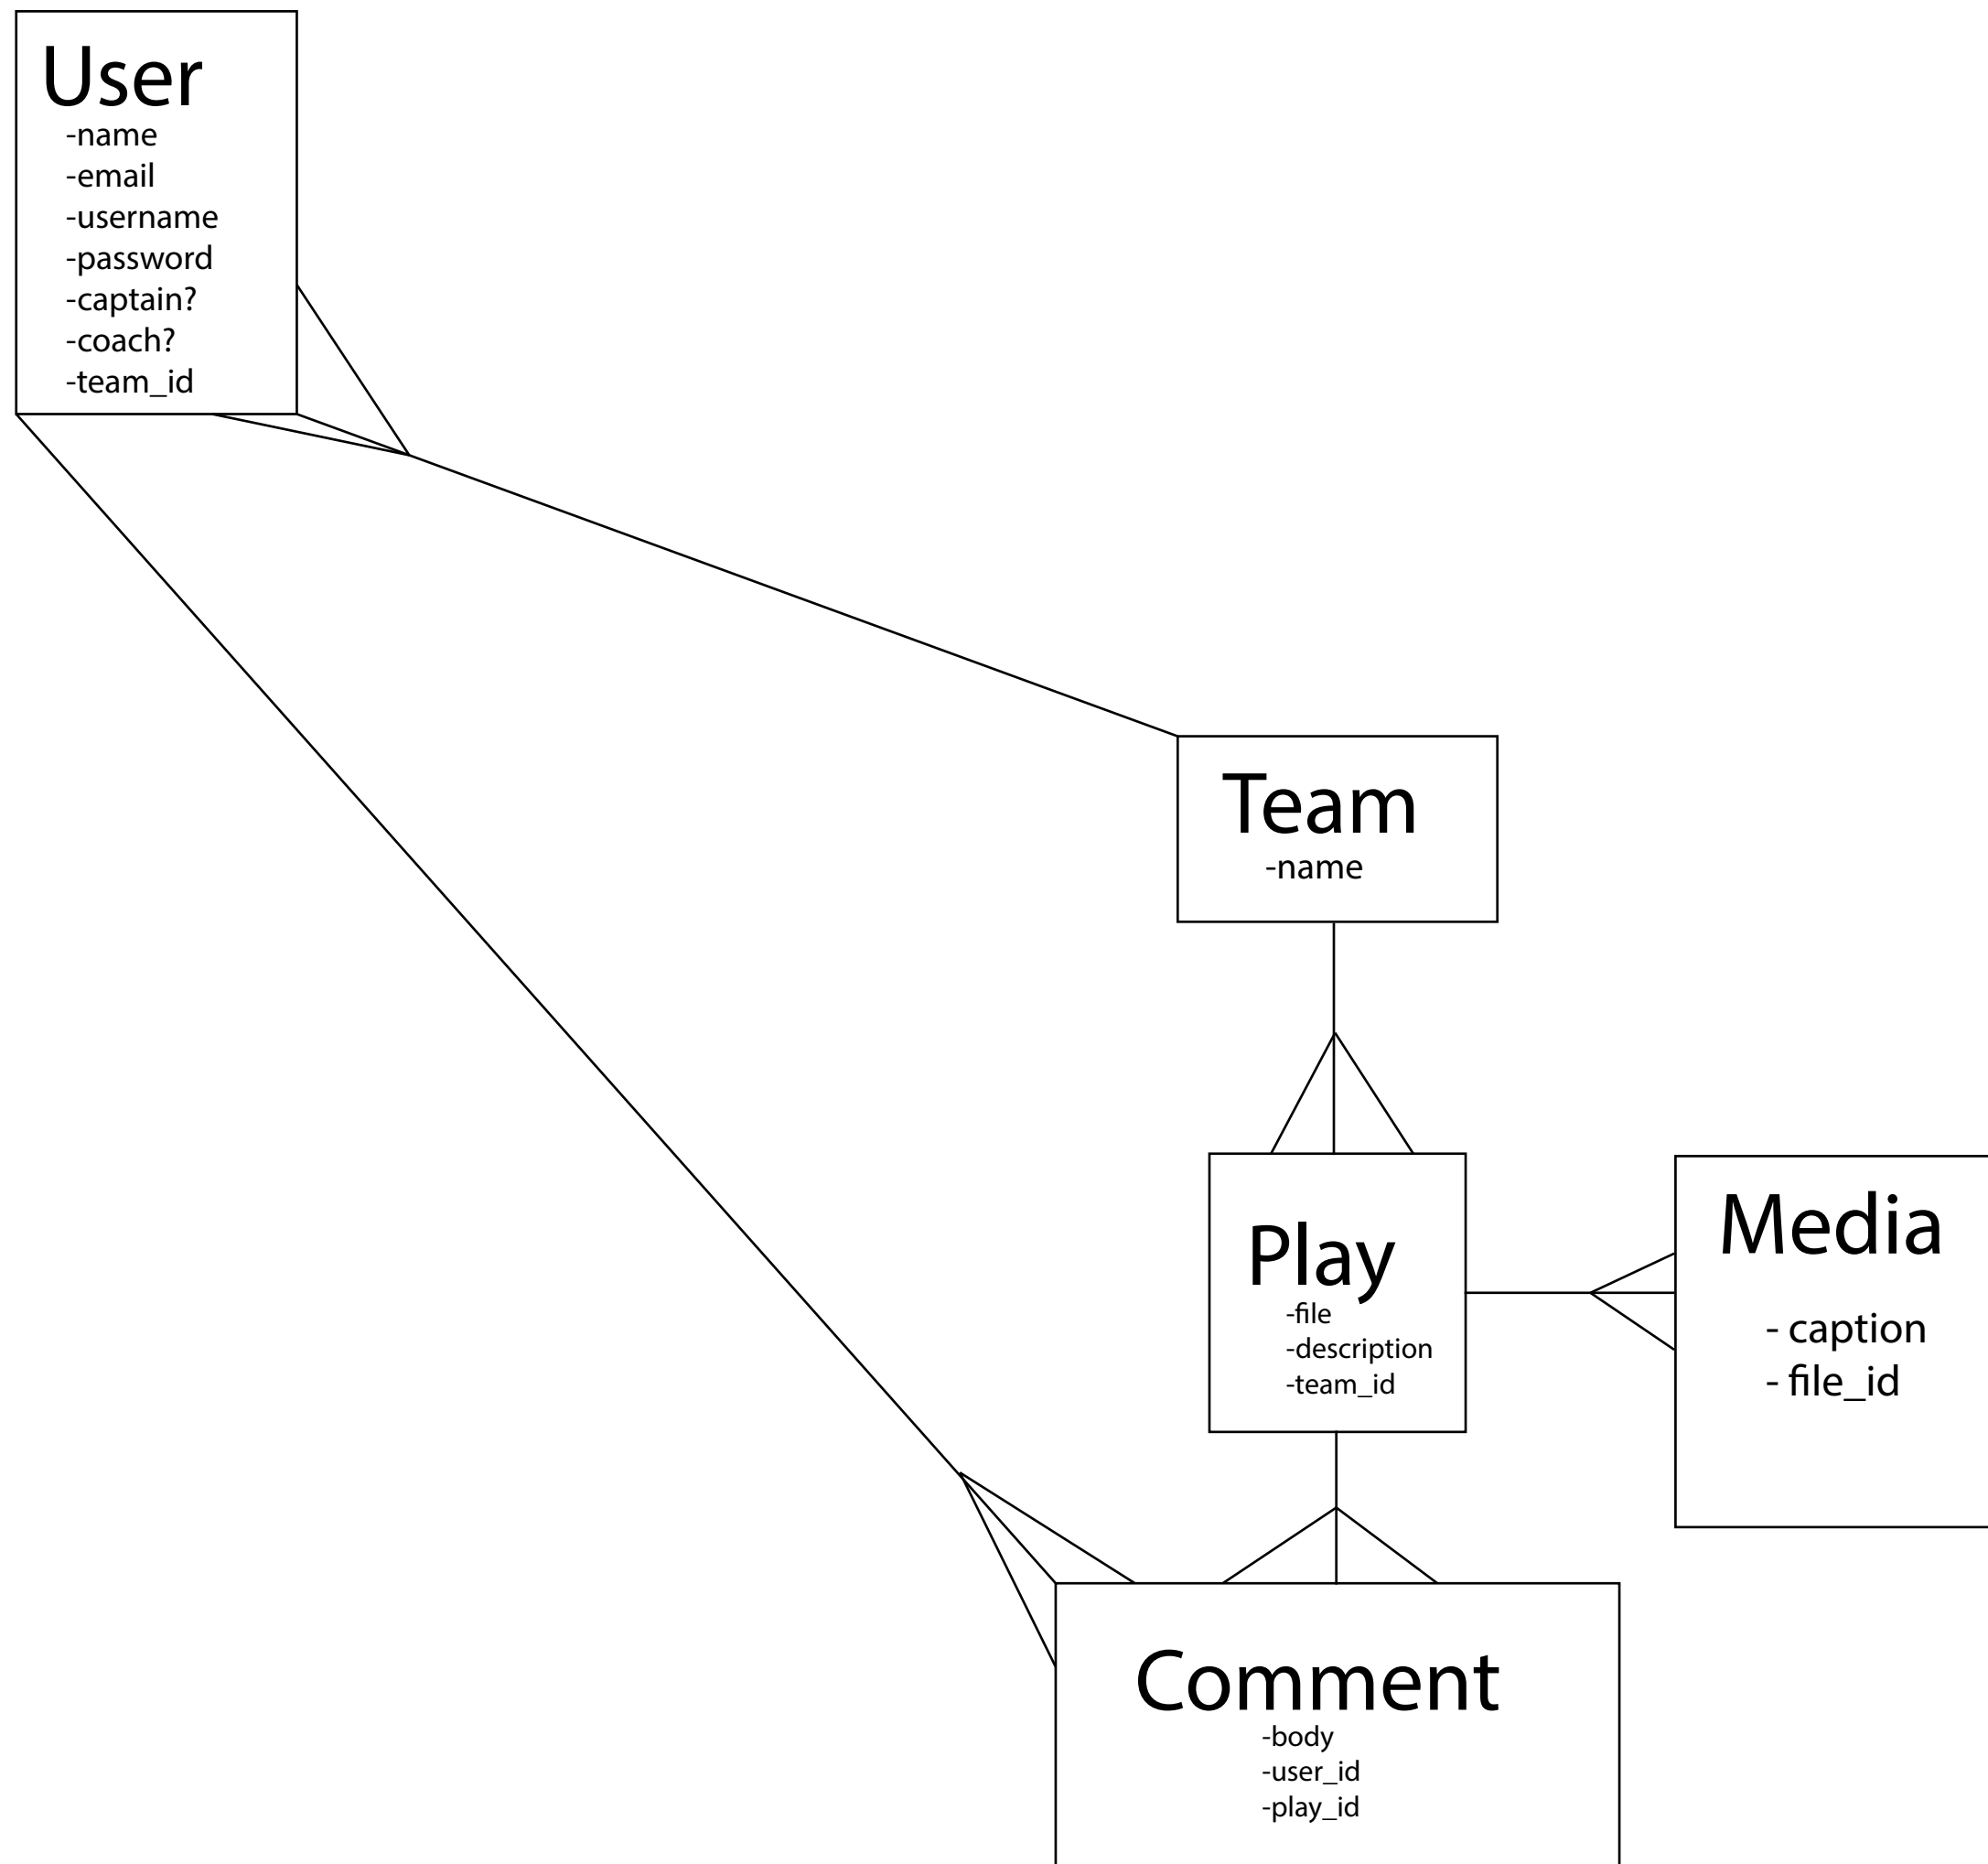 User
-name
-email
-username
-password
-captain?
-coach?
-team_id
Team
-name
Play
-file
-description
-team_id
Media
- caption
- file_id
Comment
-body
-user_id
-play_id